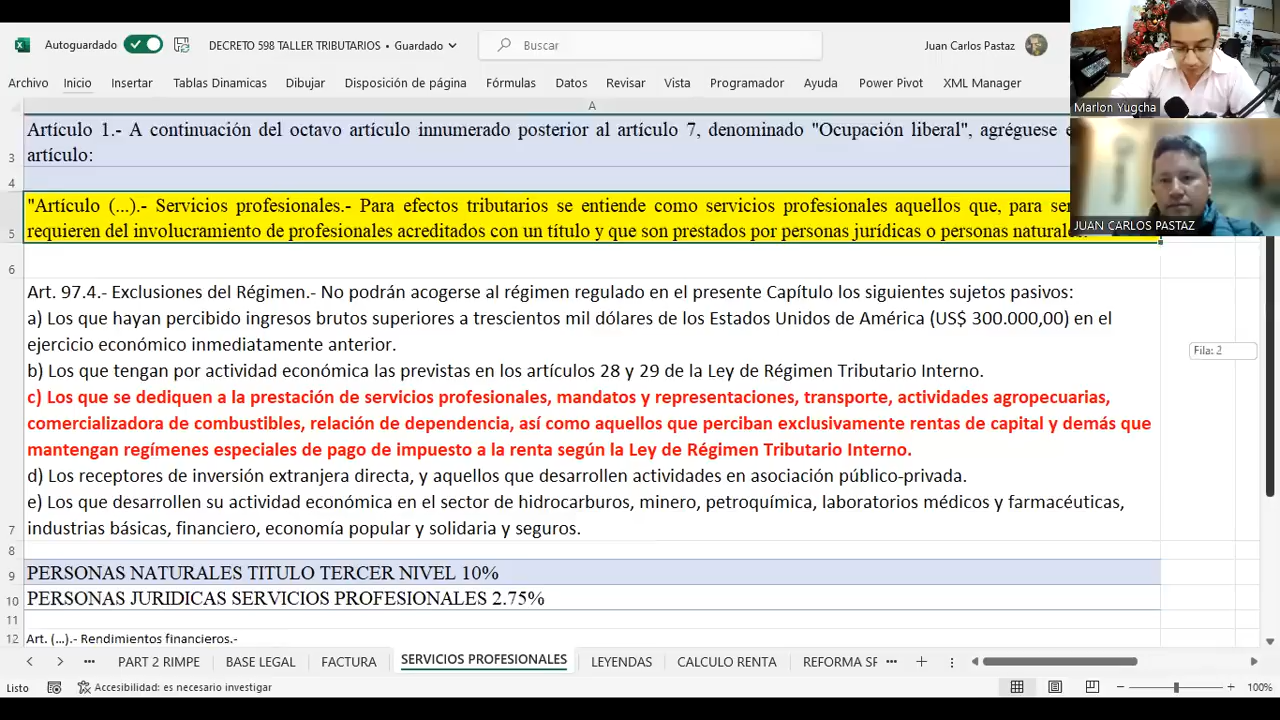 Autoguardado
DECRETO 598 TALLER TRIBUTARIOS • Guardado
Buscar
Juan Carlos Pastaz
Archivo Inicio Insertar Tablas Dinamicas Dibujar Disposición de página Fórmulas Datos Revisar Vista Programador Ayuda Power Pivot XML Manager
Marlon Yugcha
JUAN CARLOS PASTAZ
A
Artículo 1.- A continuación del octavo artículo innumerado posterior al artículo 7, denominado "Ocupación liberal", agréguese
3 artículo:
4
"Artículo (...).- Servicios profesionales.- Para efectos tributarios se entiende como servicios profesionales aquellos que, para
5 requieren del involucramiento de profesionales acreditados con un título y que son prestados por personas jurídicas o personas
6
Art. 97.4.- Exclusiones del Régimen.- No podrán acogerse al régimen regulado en el presente Capítulo los siguientes sujetos pasivos:
a) Los que hayan percibido ingresos brutos superiores a trescientos mil dólares de los Estados Unidos de América (US$ 300.000,00) en el
ejercicio económico inmediatamente anterior.
Fila: 2
b) Los que tengan por actividad económica las previstas en los artículos 28 y 29 de la Ley de Régimen Tributario Interno.
c) Los que se dediquen a la prestación de servicios profesionales, mandatos y representaciones, transporte, actividades agropecuarias,
comercializadora de combustibles, relación de dependencia, así como aquellos que perciban exclusivamente rentas de capital y demás que
mantengan regímenes especiales de pago de impuesto a la renta según la Ley de Régimen Tributario Interno.
d) Los receptores de inversión extranjera directa, y aquellos que desarrollen actividades en asociación público-privada.
e) Los que desarrollen su actividad económica en el sector de hidrocarburos, minero, petroquímica, laboratorios médicos y farmacéuticas,
7 industrias básicas, financiero, economía popular y solidaria y seguros.
8
9 PERSONAS NATURALES TITULO TERCER NIVEL 10%
10 PERSONAS JURIDICAS SERVICIOS PROFESIONALES 2.75%
11
12 Art. (...).- Rendimientos financieros.-
PART 2 RIMPE BASE LEGAL FACTURA SERVICIOS PROFESIONALES LEYENDAS CALCULO RENTA REFORMA SF
Listo Accesibilidad: es necesario investigar 100%